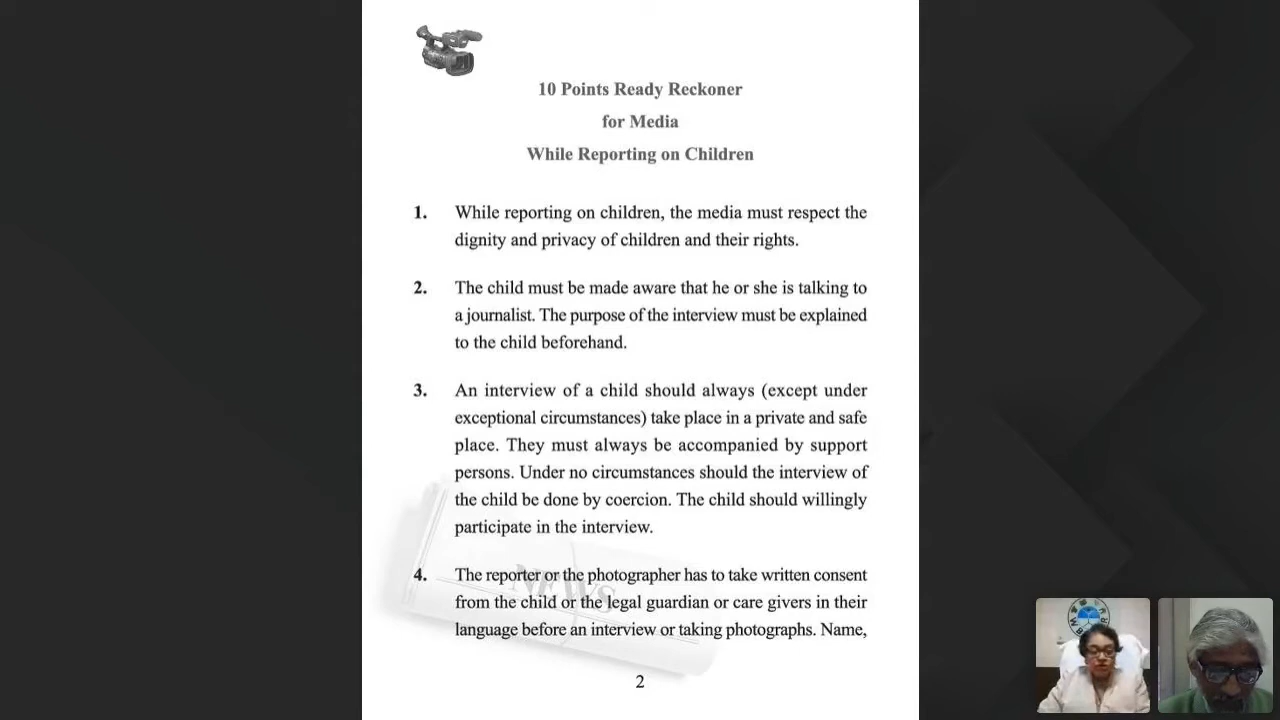 10 Points Ready Reckoner
for Media
While Reporting on Children
1. While reporting on children, the media must respect the
dignity and privacy of children and their rights.
2. The child must be made aware that he or she is talking to
a journalist. The purpose of the interview must be explained
to the child beforehand.
3. An interview of a child should always (except under
exceptional circumstances) take place in a private and safe
place. They must always be accompanied by support
persons. Under no circumstances should the interview of
the child be done by coercion. The child should willingly
participate in the interview.
4. The reporter or the photographer has to take written consent
from the child or the legal guardian or care givers in their
language before an interview or taking photographs. Name,
NEWS
2